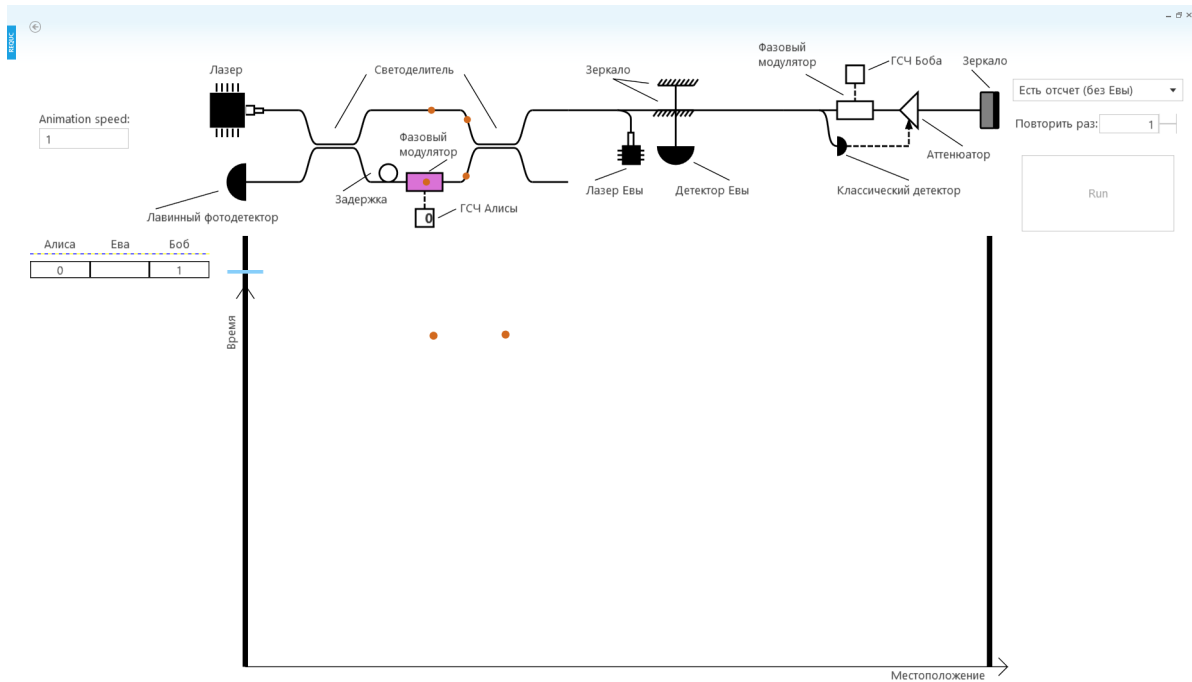 REQUC
Лазер
Светоделитель
Зеркало
Фазовый
модулятор
ГСЧ Боба
Зеркало
Есть отсчет (без Евы)
Animation speed:
1
Повторить раз:
1
Фазовый
модулятор
Аттенюатор
Задержка
Лазер Евы
Детектор Евы
Классический детектор
Run
ГСЧ Алисы
0
Лавинный фотодетектор
Алиса
Ева
Боб
0
1
Время
Местоположение